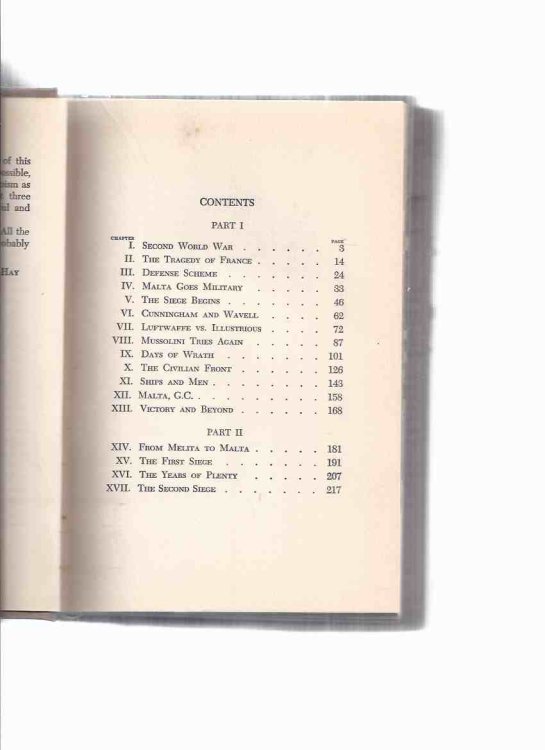 of this
ossible,
oism as
three
ul and
All the
obably
HAY
CONTENTS
PART I
CHAPTER PAGE
I. SECOND WORLD WAR . . . . . . 3
II. THE TRAGEDY OF FRANCE . . . . . 14
III. DEFENSE SCHEME . . . . . . . 24
IV. MALTA GOES MILITARY . . . . . 33
V. THE SIEGE BEGINS . . . . . . . 46
VI. CUNNINGHAM AND WAVELL . . . . 62
VII. LUFTWAFFE VS. ILLUSTRIOUS . . . . 72
VIII. MUSSOLINI TRIES AGAIN . . . . . 87
IX. DAYS OF WRATH . . . . . . . 101
X. THE CIVILIAN FRONT . . . . . . 126
XI. SHIPS AND MEN . . . . . . . . 143
XII. MALTA, G.C. . . . . . . . . 158
XIII. VICTORY AND BEYOND . . . . . . 168
PART II
XIV. FROM MELITA TO MALTA . . . . . 181
XV. THE FIRST SIEGE . . . . . . . 191
XVI. THE YEARS OF PLENTY . . . . . 207
XVII. THE SECOND SIEGE . . . . . . . 217